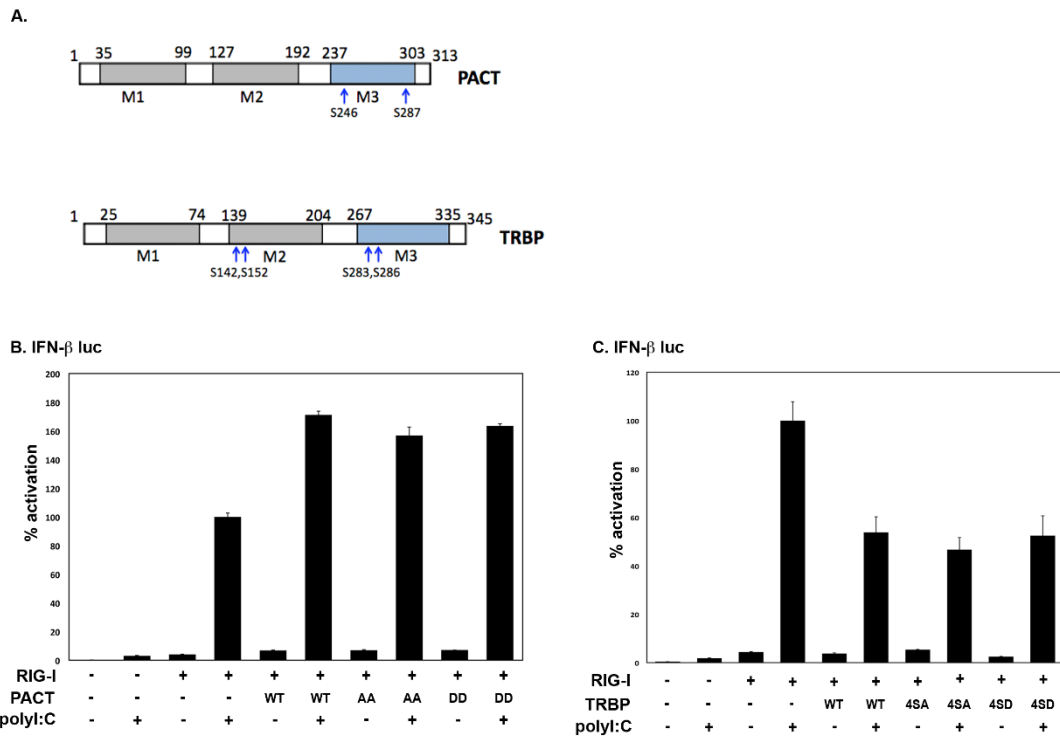 A.
1 35 99 127 192 237 303 313
PACT
M1 M2 M3
S246 S287
1 25 74 139 204 267 335 345
TRBP
M1 M2 M3
S142,S152 S283,S286
B. IFN-β luc
200
180
160
140
120
100
80
60
40
20
0
% activation
RIG-I - - + + + + + + + +
PACT - - - - WT WT AA AA DD DD
polyI:C - + - + - + - + - +
C. IFN-β luc
120
100
80
60
40
20
0
% activation
RIG-I - - + + + + + + + +
TRBP - - - - WT WT 4SA 4SA 4SD 4SD
polyI:C - + - + - + - + - +